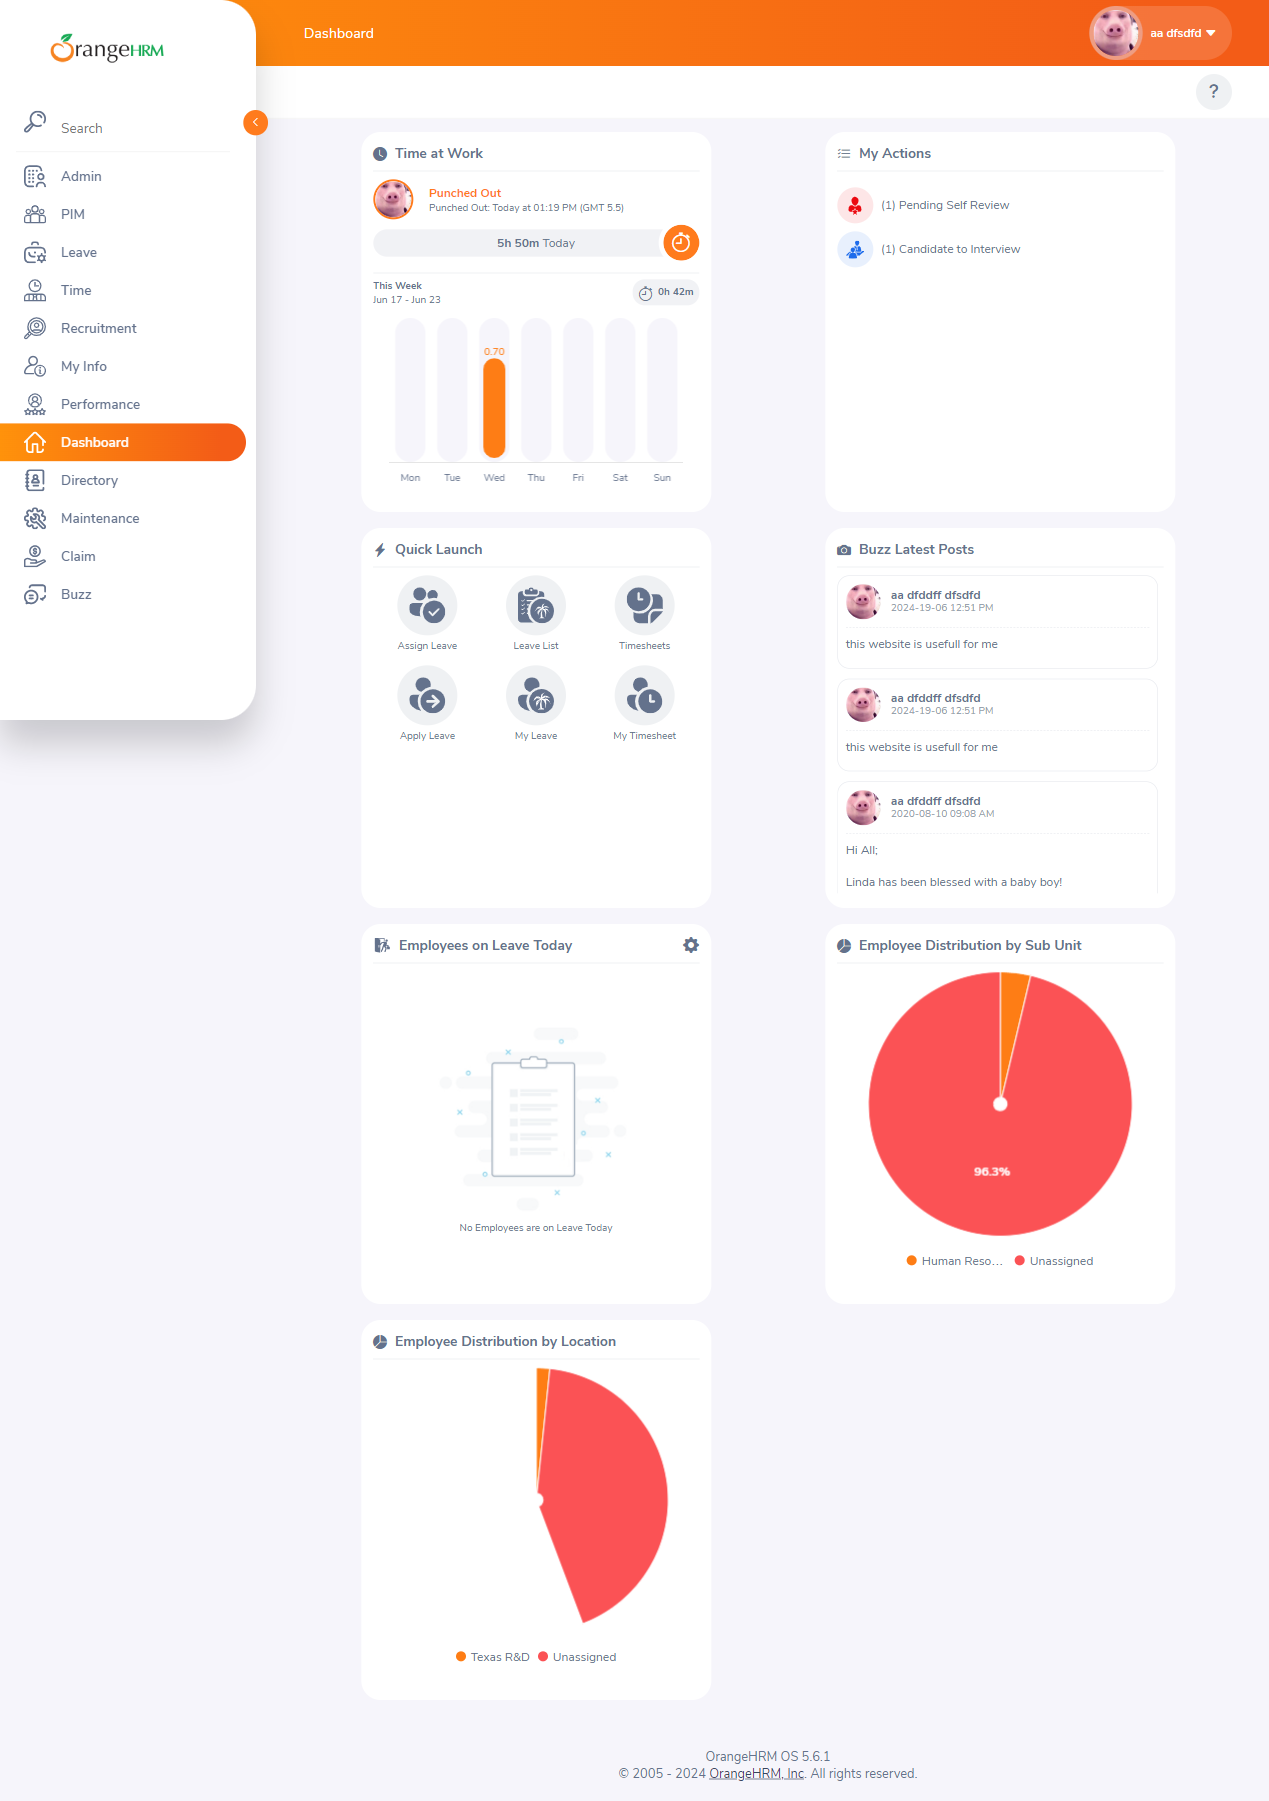 OrangeHRM
Search
Admin
PIM
Leave
Time
Recruitment
My Info
Performance
Dashboard
Directory
Maintenance
Claim
Buzz
Dashboard
aa dfsdfd
?
Time at Work
Punched Out
Punched Out: Today at 01:19 PM (GMT 5.5)
5h 50m Today
This Week
Jun 17 - Jun 23
0h 42m
0.70
Mon Tue Wed Thu Fri Sat Sun
My Actions
(1) Pending Self Review
(1) Candidate to Interview
Quick Launch
Assign Leave Leave List Timesheets
Apply Leave My Leave My Timesheet
Buzz Latest Posts
aa dfddff dfsdfd
2024-19-06 12:51 PM
this website is usefull for me
aa dfddff dfsdfd
2024-19-06 12:51 PM
this website is usefull for me
aa dfddff dfsdfd
2020-08-10 09:08 AM
Hi All;
Linda has been blessed with a baby boy!
Employees on Leave Today
No Employees are on Leave Today
Employee Distribution by Sub Unit
96.3%
Human Reso... Unassigned
Employee Distribution by Location
Texas R&D Unassigned
OrangeHRM OS 5.6.1
© 2005 - 2024 OrangeHRM, Inc. All rights reserved.